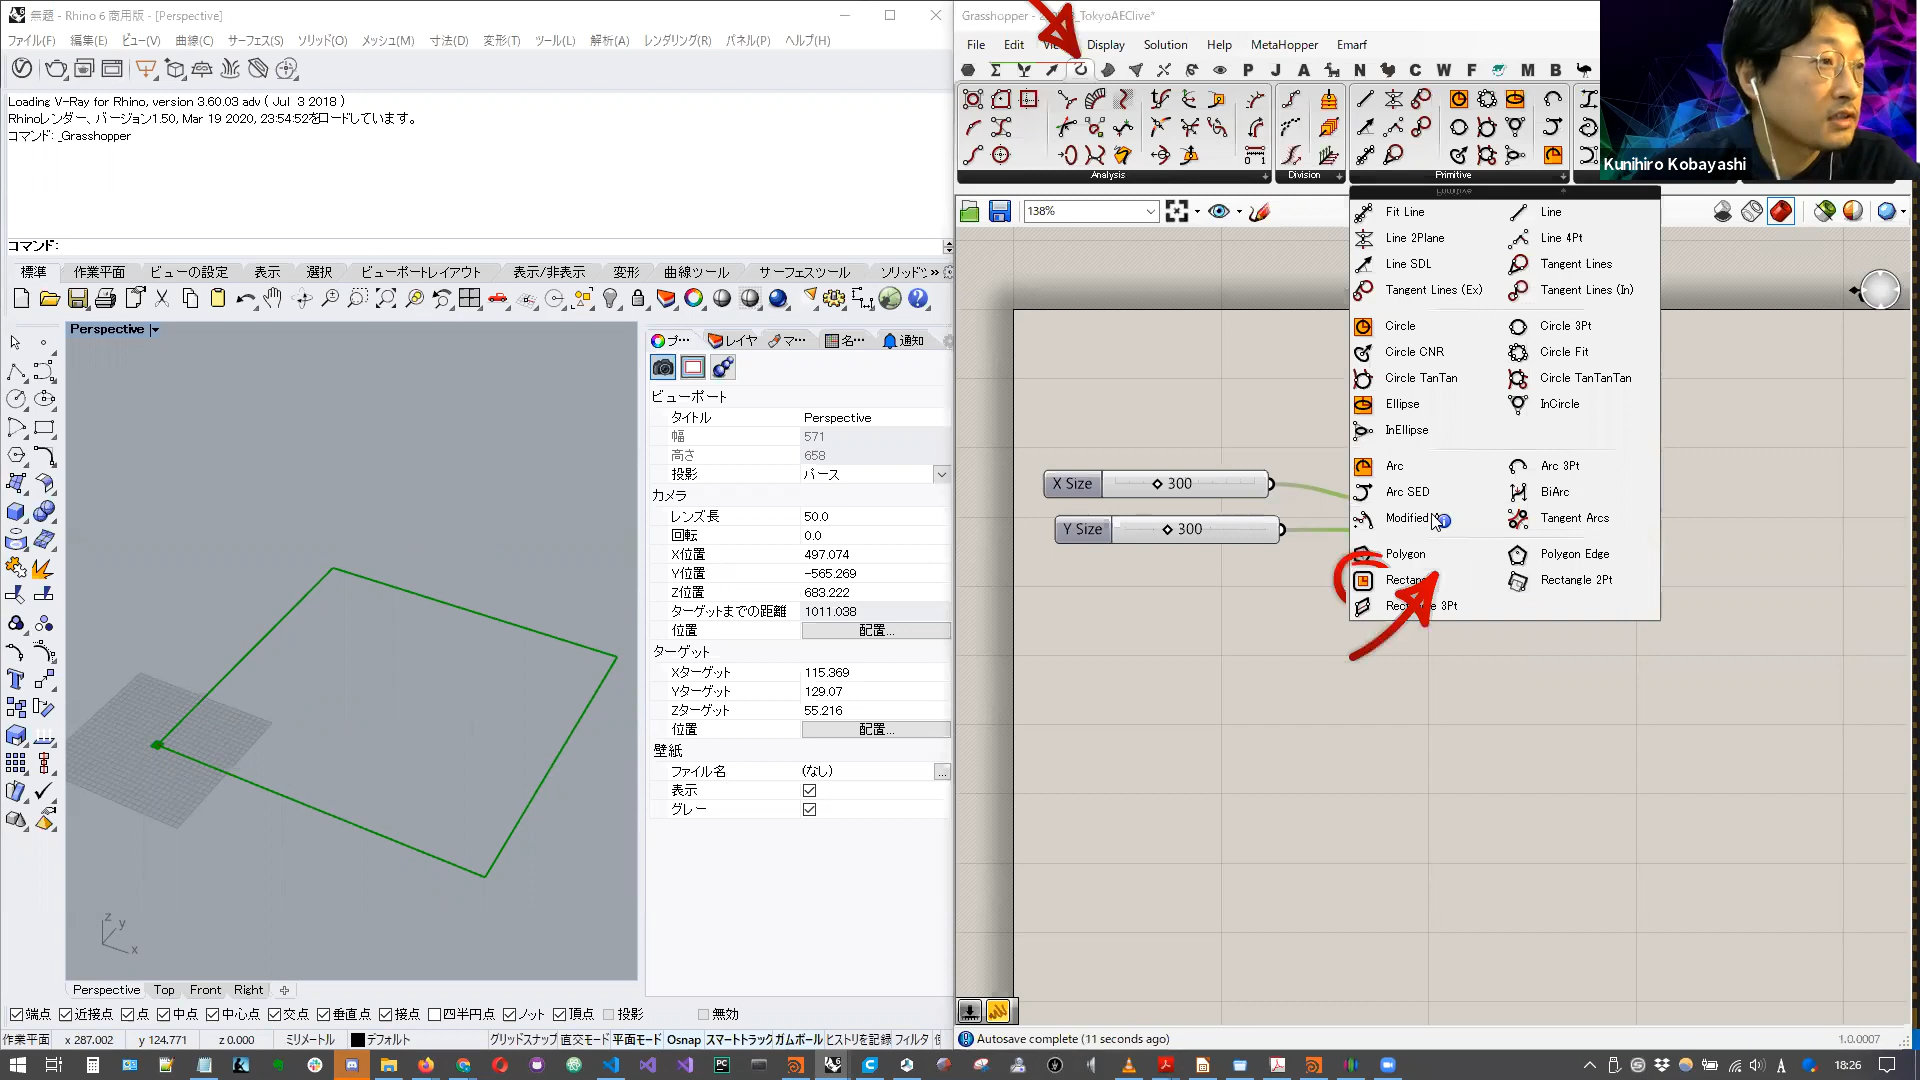 無題 - Rhino 6 商用版 - [Perspective]
ファイル(F) 編集(E) ビュー(V) 曲線(C) サーフェス(S) ソリッド(O) メッシュ(M) 寸法(D) 変形(T) ツール(L) 解析(A) レンダリング(R) パネル(P) ヘルプ(H)
Loading V-Ray for Rhino, version 3.60.03 adv ( Jul 3 2018 )
Rhinoレンダー、バージョン1.50, Mar 19 2020, 23:54:52をロードしています。
コマンド: _Grasshopper
コマンド:
標準 作業平面 ビューの設定 表示 選択 ビューポートレイアウト 表示/非表示 変形 曲線ツール サーフェスツール
Perspective
プ… レイヤ マ… 名… 通知
ビューポート
タイトル Perspective
幅 571
高さ 658
投影 パース
カメラ
レンズ長 50.0
回転 0.0
X位置 497.074
Y位置 -565.269
Z位置 683.222
ターゲットまでの距離 1011.038
位置 配置...
ターゲット
Xターゲット 115.369
Yターゲット 129.07
Zターゲット 55.216
位置 配置...
壁紙
ファイル名 (なし) ...
表示
グレー
z y x
Perspective Top Front Right
端点 近接点 点 中点 中心点 交点 垂直点 接点 四半円点 ノット 頂点 投影 無効
作業平面 x 287.002 y 124.771 z 0.000 ミリメートル デフォルト グリッドスナップ 直交モード 平面モード Osnap スマートトラック ガムボール ヒストリを記録 フィルタ
Grasshopper - TokyoAEClive*
File Edit Display Solution Help MetaHopper Emarf
P J A N C W F M B
Analysis Division Primitive
Kunihiro Kobayashi
138%
Primitive
Fit Line Line
Line 2Plane Line 4Pt
Line SDL Tangent Lines
Tangent Lines (Ex) Tangent Lines (In)
Circle Circle 3Pt
Circle CNR Circle Fit
Circle TanTan Circle TanTanTan
Ellipse InCircle
InEllipse
Arc Arc 3Pt
Arc SED BiArc
Modified Tangent Arcs
Polygon Polygon Edge
Rectangle 2Pt
3Pt
X Size 300
Y Size 300
Autosave complete (11 seconds ago)
1.0.0007
18:26